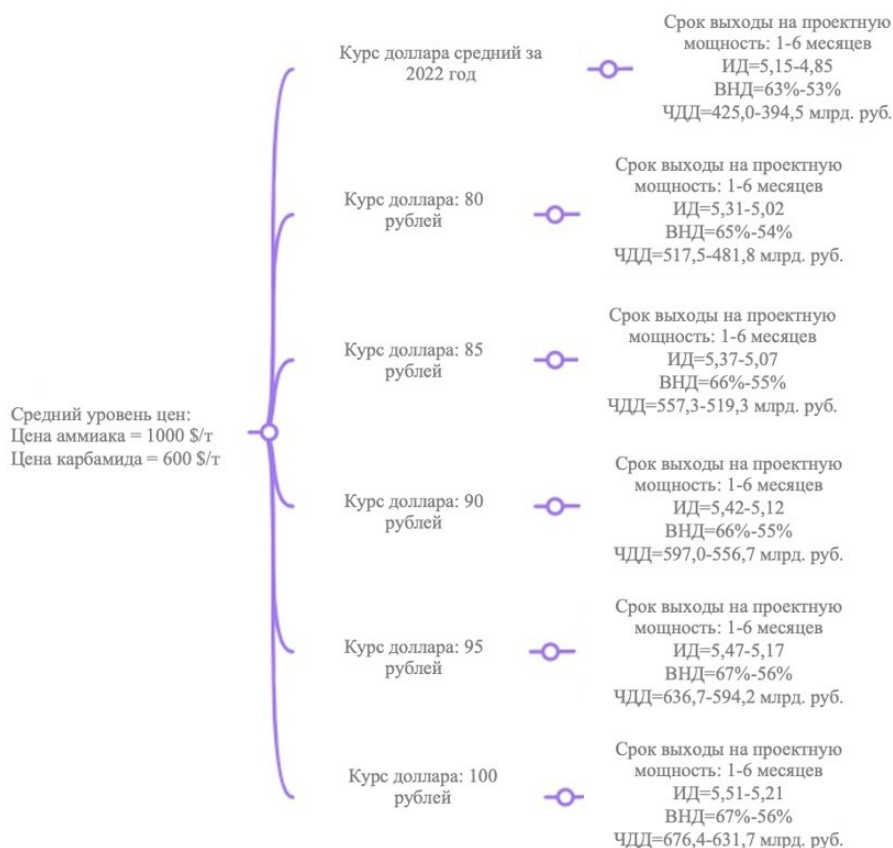 Курс доллара средний за
2022 год
Срок выходы на проектную
мощность: 1-6 месяцев
ИД=5,15-4,85
ВНД=63%-53%
ЧДД=425,0-394,5 млрд. руб.
Курс доллара: 80
рублей
Срок выходы на проектную
мощность: 1-6 месяцев
ИД=5,31-5,02
ВНД=65%-54%
ЧДД=517,5-481,8 млрд. руб.
Курс доллара: 85
рублей
Срок выходы на проектную
мощность: 1-6 месяцев
ИД=5,37-5,07
ВНД=66%-55%
ЧДД=557,3-519,3 млрд. руб.
Средний уровень цен:
Цена аммиака = 1000 $/т
Цена карбамида = 600 $/т
Курс доллара: 90
рублей
Срок выходы на проектную
мощность: 1-6 месяцев
ИД=5,42-5,12
ВНД=66%-55%
ЧДД=597,0-556,7 млрд. руб.
Курс доллара: 95
рублей
Срок выходы на проектную
мощность: 1-6 месяцев
ИД=5,47-5,17
ВНД=67%-56%
ЧДД=636,7-594,2 млрд. руб.
Курс доллара: 100
рублей
Срок выходы на проектную
мощность: 1-6 месяцев
ИД=5,51-5,21
ВНД=67%-56%
ЧДД=676,4-631,7 млрд. руб.